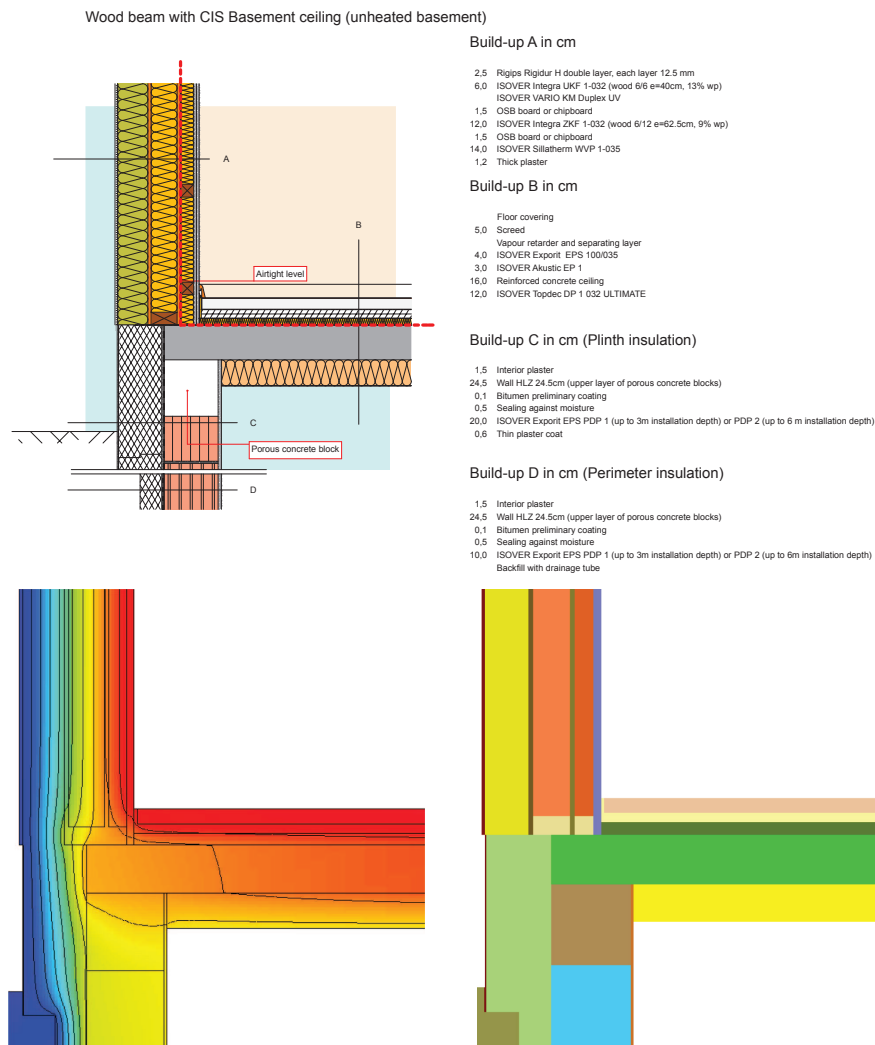 Wood beam with CIS Basement ceiling (unheated basement)
A
B
Airtight level
C
Porous concrete block
D
Build-up A in cm
2,5 Rigips Rigidur H double layer, each layer 12.5 mm
6,0 ISOVER Integra UKF 1-032 (wood 6/6 e=40cm, 13% wp)
ISOVER VARIO KM Duplex UV
1,5 OSB board or chipboard
12,0 ISOVER Integra ZKF 1-032 (wood 6/12 e=62.5cm, 9% wp)
1,5 OSB board or chipboard
14,0 ISOVER Sillatherm WVP 1-035
1,2 Thick plaster
Build-up B in cm
Floor covering
5,0 Screed
Vapour retarder and separating layer
4,0 ISOVER Exporit EPS 100/035
3,0 ISOVER Akustic EP 1
16,0 Reinforced concrete ceiling
12,0 ISOVER Topdec DP 1 032 ULTIMATE
Build-up C in cm (Plinth insulation)
1,5 Interior plaster
24,5 Wall HLZ 24.5cm (upper layer of porous concrete blocks)
0,1 Bitumen preliminary coating
0,5 Sealing against moisture
20,0 ISOVER Exporit EPS PDP 1 (up to 3m installation depth) or PDP 2 (up to 6 m installation depth)
0,6 Thin plaster coat
Build-up D in cm (Perimeter insulation)
1,5 Interior plaster
24,5 Wall HLZ 24.5cm (upper layer of porous concrete blocks)
0,1 Bitumen preliminary coating
0,5 Sealing against moisture
10,0 ISOVER Exporit EPS PDP 1 (up to 3m installation depth) or PDP 2 (up to 6m installation depth)
Backfill with drainage tube